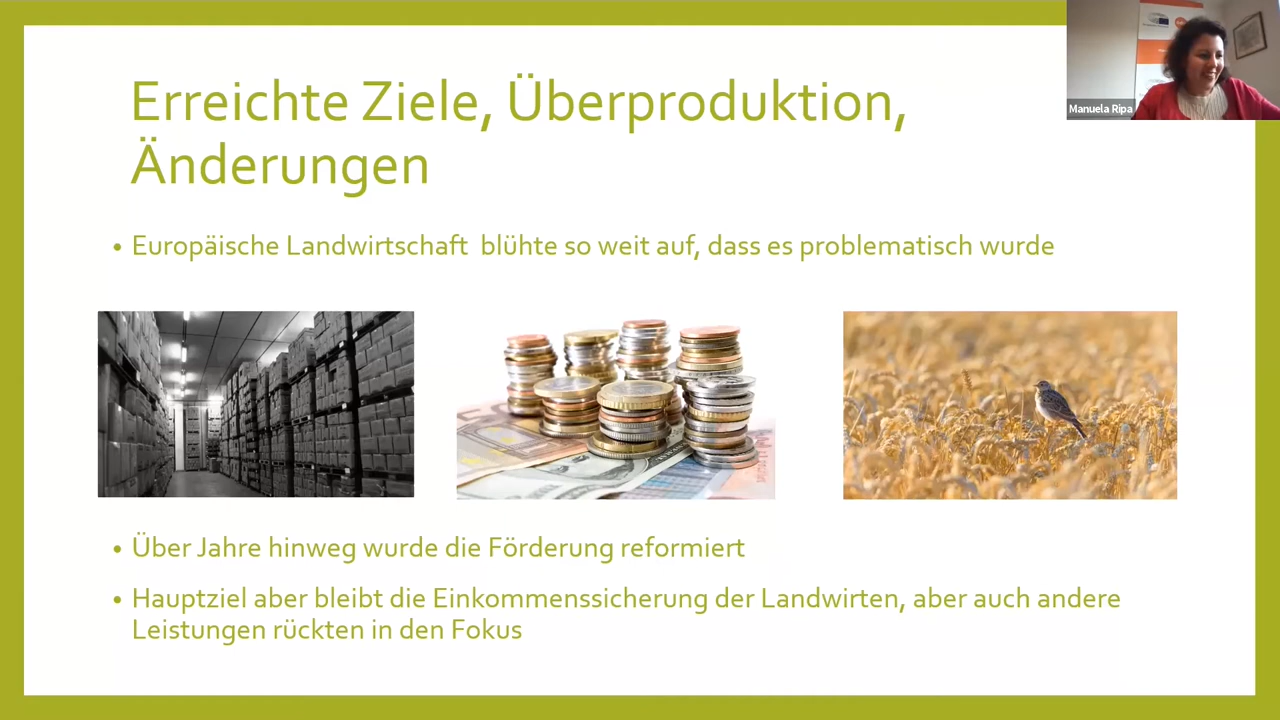 Erreichte Ziele, Überproduktion,
Änderungen
• Europäische Landwirtschaft  blühte so weit auf, dass es problematisch wurde
• Über Jahre hinweg wurde die Förderung reformiert
• Hauptziel aber bleibt die Einkommenssicherung der Landwirten, aber auch andere
Leistungen rückten in den Fokus
Manuela Ripa